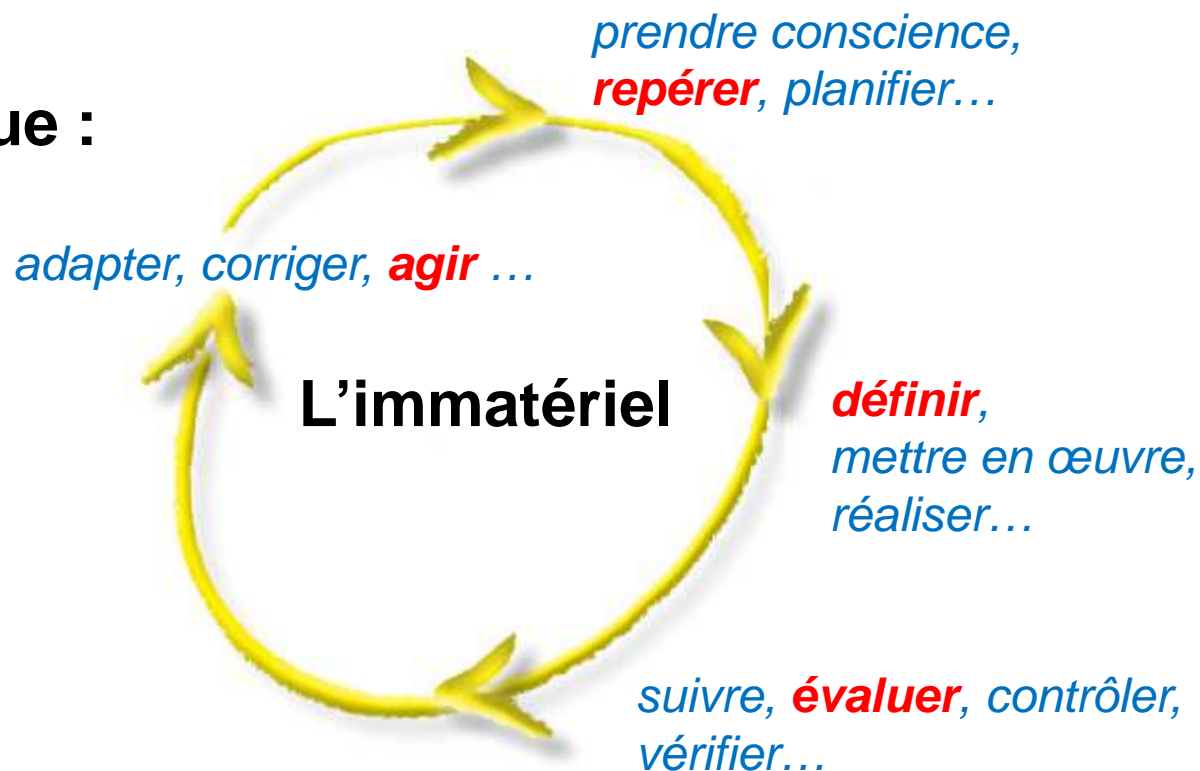 prendre conscience,
repérer, planifier…
ue :
adapter, corriger, agir …
L’immatériel
définir,
mettre en œuvre,
réaliser…
suivre, évaluer, contrôler,
vérifier…